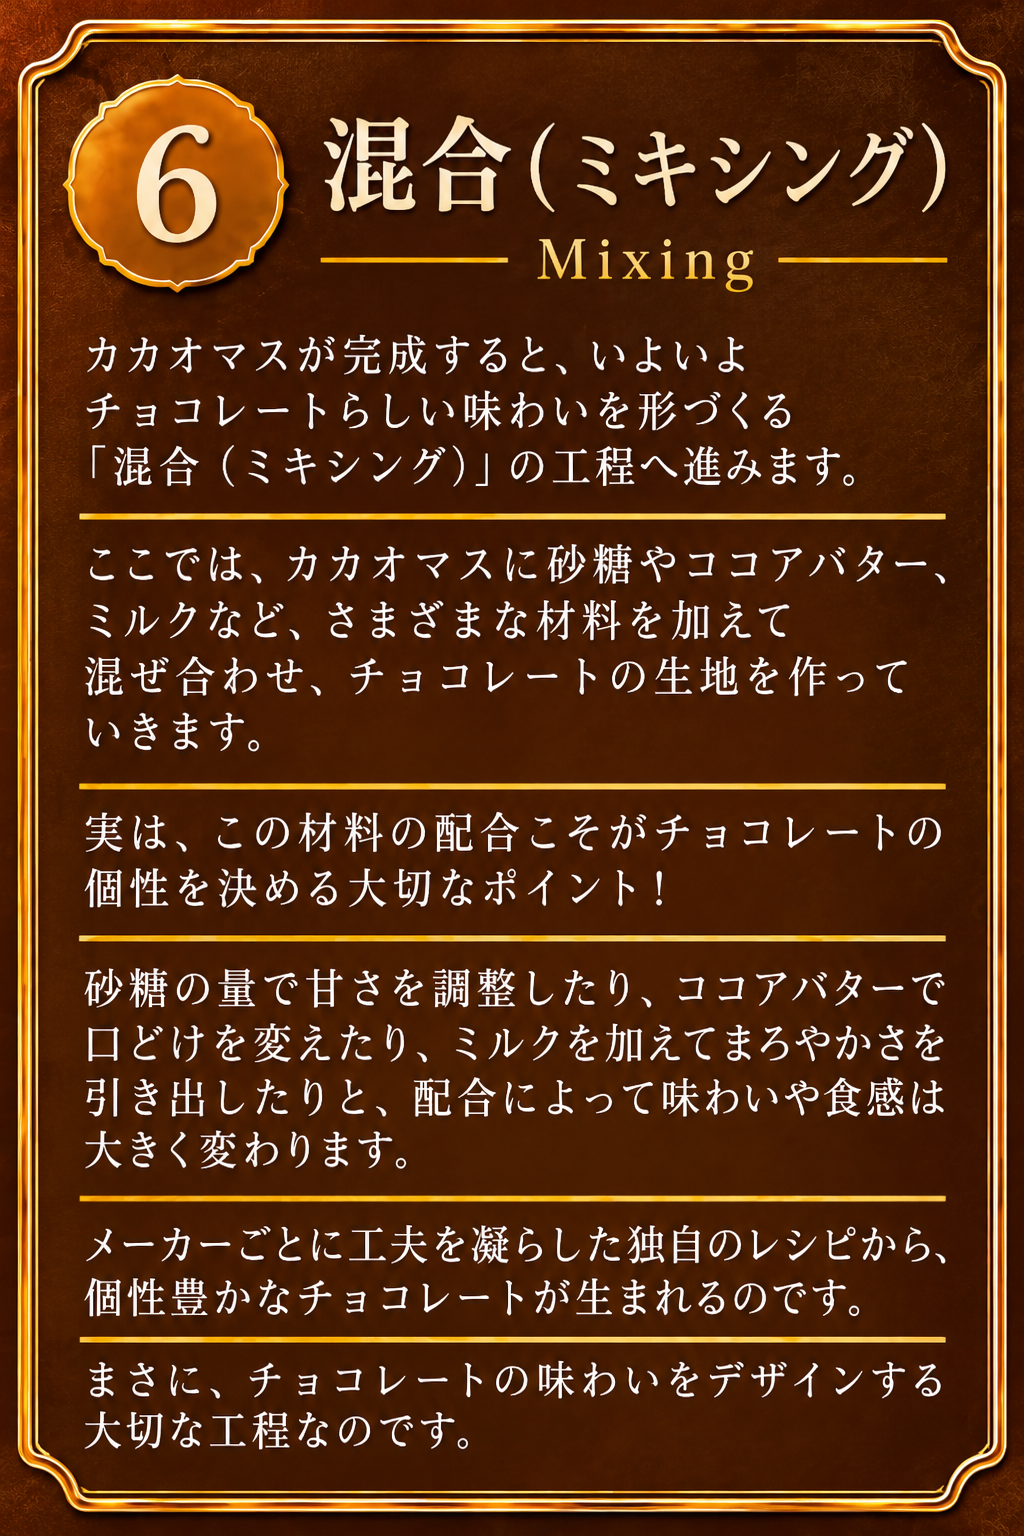 6
混合(ミキシング)
Mixing
カカオマスが完成すると、いよいよ
チョコレートらしい味わいを形づくる
「混合(ミキシング)」の工程へ進みます。
ここでは、カカオマスに砂糖やココアバター、
ミルクなど、さまざまな材料を加えて
混ぜ合わせ、チョコレートの生地を作って
いきます。
実は、この材料の配合こそがチョコレートの
個性を決める大切なポイント!
砂糖の量で甘さを調整したり、ココアバターで
口どけを変えたり、ミルクを加えてまろやかさを
引き出したりと、配合によって味わいや食感は
大きく変わります。
メーカーごとに工夫を凝らした独自のレシピから、
個性豊かなチョコレートが生まれるのです。
まさに、チョコレートの味わいをデザインする
大切な工程なのです。